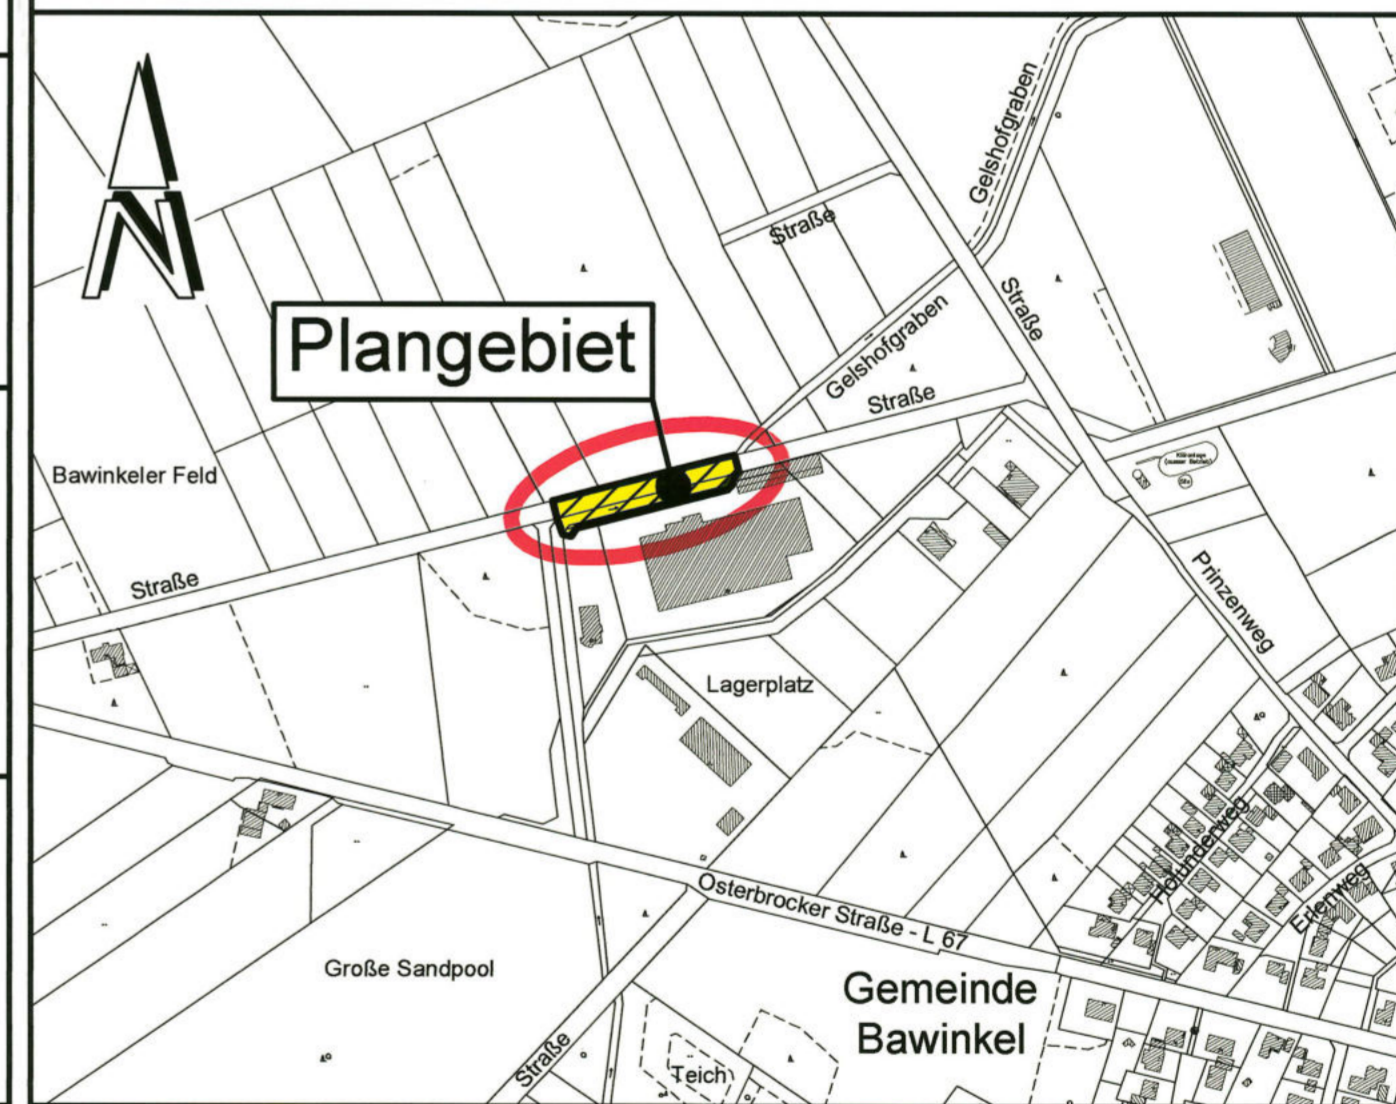 N
Gelshofgraben
Straße
Straße
Plangebiet
Gelshofgraben
Straße
Bawinkeler Feld
Straße
Prinzenweg
Lagerplatz
Holunderweg
Erlenweg
Osterbrocker Straße - L 67
Große Sandpool
Gemeinde
Bawinkel
Straße
Teich